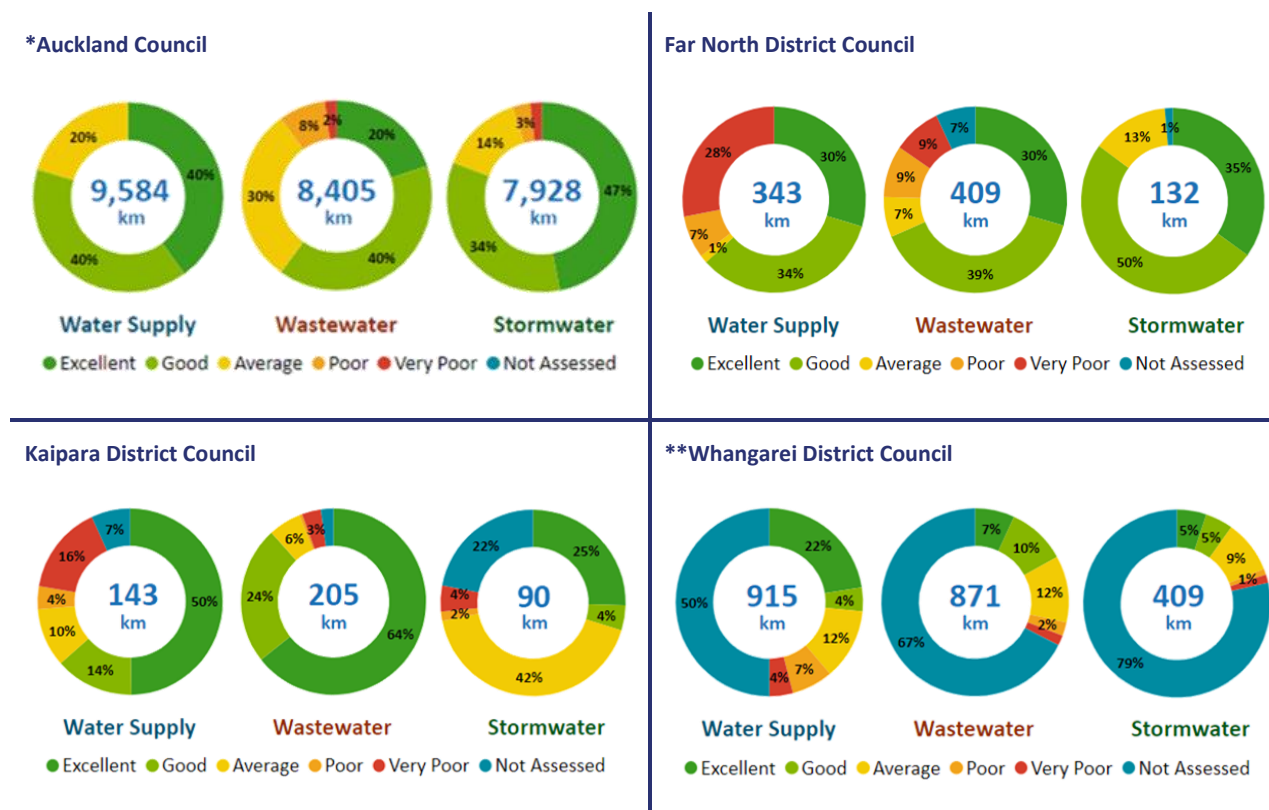 *Auckland Council
20%
40%
40%
9,584
km
Water Supply
8%
2%
20%
30%
40%
8,405
km
Wastewater
3%
14%
47%
34%
7,928
km
Stormwater
Excellent Good Average Poor Very Poor Not Assessed
Far North District Council
28%
30%
7%
1%
34%
343
km
Water Supply
7%
9%
30%
9%
7%
39%
409
km
Wastewater
13%
1%
35%
50%
132
km
Stormwater
Excellent Good Average Poor Very Poor Not Assessed
Kaipara District Council
7%
16%
4%
50%
10%
14%
143
km
Water Supply
6%
3%
24%
64%
205
km
Wastewater
22%
25%
4%
2%
4%
42%
90
km
Stormwater
Excellent Good Average Poor Very Poor Not Assessed
**Whangarei District Council
22%
50%
4%
12%
7%
4%
915
km
Water Supply
7%
10%
12%
2%
67%
871
km
Wastewater
5%
5%
9%
1%
79%
409
km
Stormwater
Excellent Good Average Poor Very Poor Not Assessed